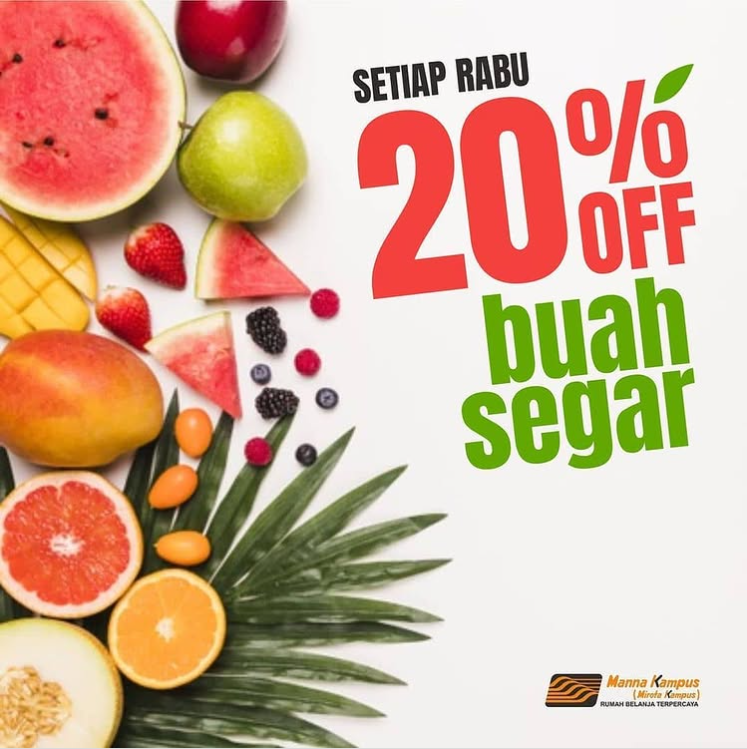 SETIAP RABU
20% OFF
buah
segar
Manna Kampus
(Mirota Kampus)
RUMAH BELANJA TERPERCAYA